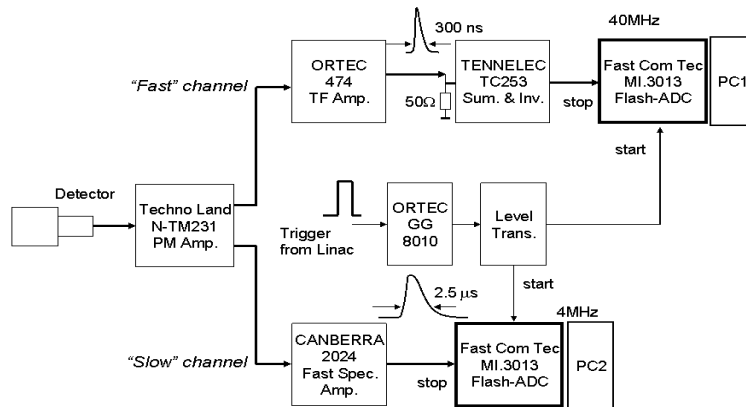 40MHz
300 ns
ORTEC
474
TF Amp.
TENNELEC
TC253
Sum. & Inv.
Fast Com Tec
MI.3013
Flash-ADC
PC1
"Fast" channel
50Ω
stop
start
Detector
Techno Land
N-TM231
PM Amp.
Trigger
from Linac
ORTEC
GG
8010
Level
Trans.
start
2.5 μs
4MHz
"Slow" channel
CANBERRA
2024
Fast Spec.
Amp.
stop
Fast Com Tec
MI.3013
Flash-ADC
PC2